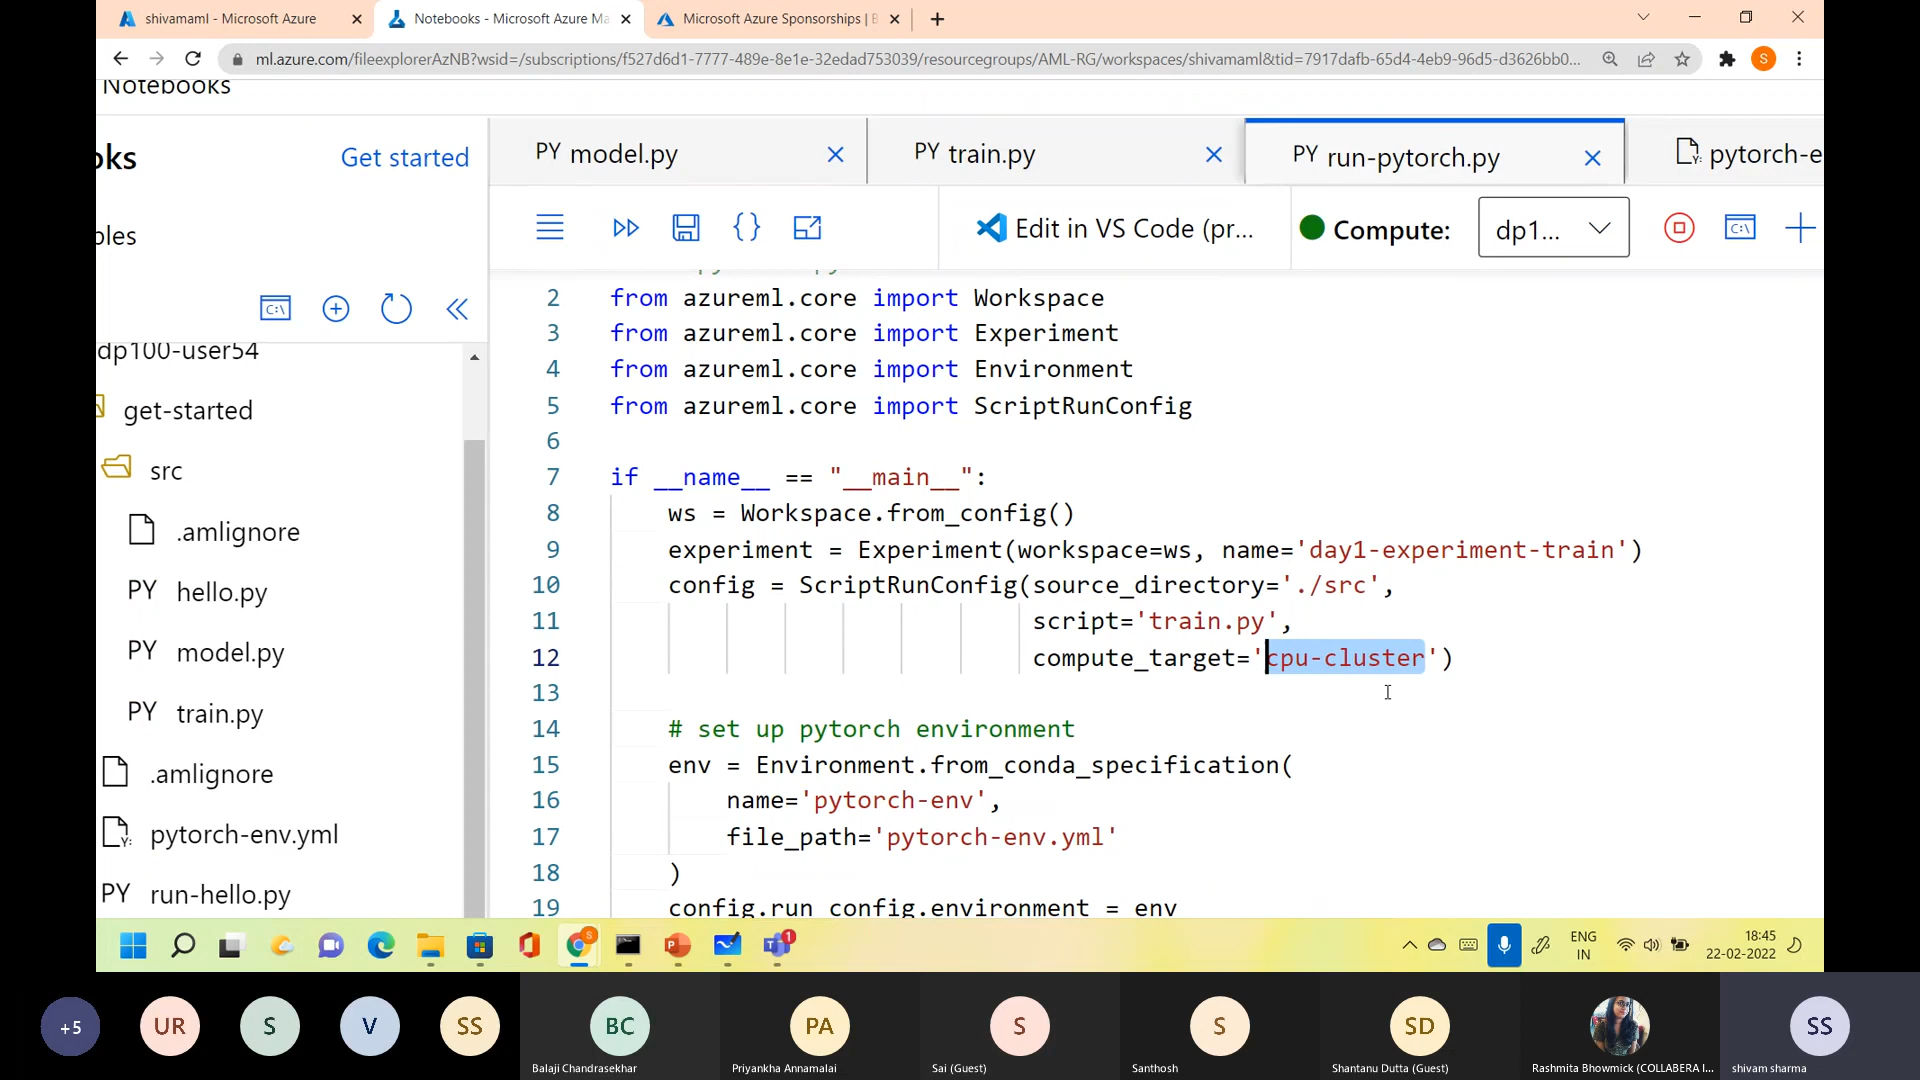 shivamaml - Microsoft Azure
Notebooks - Microsoft Azure Ma
Microsoft Azure Sponsorships | B
ml.azure.com/fileexplorerAzNB?wsid=/subscriptions/f527d6d1-7777-489e-8e1e-32edad753039/resourcegroups/AML-RG/workspaces/shivamaml&tid=7917dafb-65d4-4eb9-96d5-d3626bb0...
S
Notebooks
oks
Get started
ples
C:\
dp100-user54
get-started
src
.amlignore
PY hello.py
PY model.py
PY train.py
.amlignore
Y: pytorch-env.yml
PY run-hello.py
PY model.py
PY train.py
PY run-pytorch.py
Y: pytorch-e
{}
Edit in VS Code (pr...
Compute:
dp1...
C:\
2 from azureml.core import Workspace
3 from azureml.core import Experiment
4 from azureml.core import Environment
5 from azureml.core import ScriptRunConfig
6
7 if __name__ == "__main__":
8 ws = Workspace.from_config()
9 experiment = Experiment(workspace=ws, name='day1-experiment-train')
10 config = ScriptRunConfig(source_directory='./src',
11 script='train.py',
12 compute_target='cpu-cluster')
13
14 # set up pytorch environment
15 env = Environment.from_conda_specification(
16 name='pytorch-env',
17 file_path='pytorch-env.yml'
18 )
19 config.run_config.environment = env
S
1
ENG
IN
18:45
22-02-2022
+5
UR
S
V
SS
BC
Balaji Chandrasekhar
PA
Priyankha Annamalai
S
Sai (Guest)
S
Santhosh
SD
Shantanu Dutta (Guest)
Rashmita Bhowmick (COLLABERA I...
SS
shivam sharma